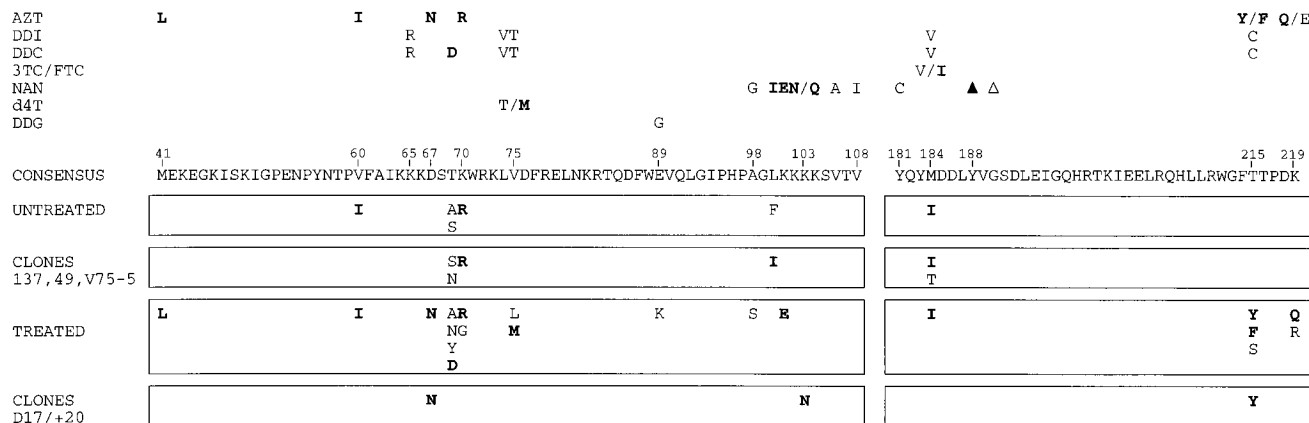 AZT L I N R Y/F Q/E
DDI R VT V C
DDC R D VT V C
3TC/FTC V/I
NAN G IEN/Q A I C ▲ △
d4T T/M
DDG G
41 60 65 67 70 75 89 98 103 108 181 184 188 215 219
CONSENSUS MEKEGKISKIGPENPYNTPVFAIKKKDSTKWRKLVDFRELNKRTQDFWEVQLGIPHPAGLKKKKSVTV YQYMDDLYVGSDLEIGQHRTKIEELRQHLLRWGFTTPDK
UNTREATED I AR F I
S
CLONES SR I I
137,49,V75-5 N T
L I N AR L K S E I Y Q
TREATED NG M F R
Y S
D
CLONES N N Y
D17/+20